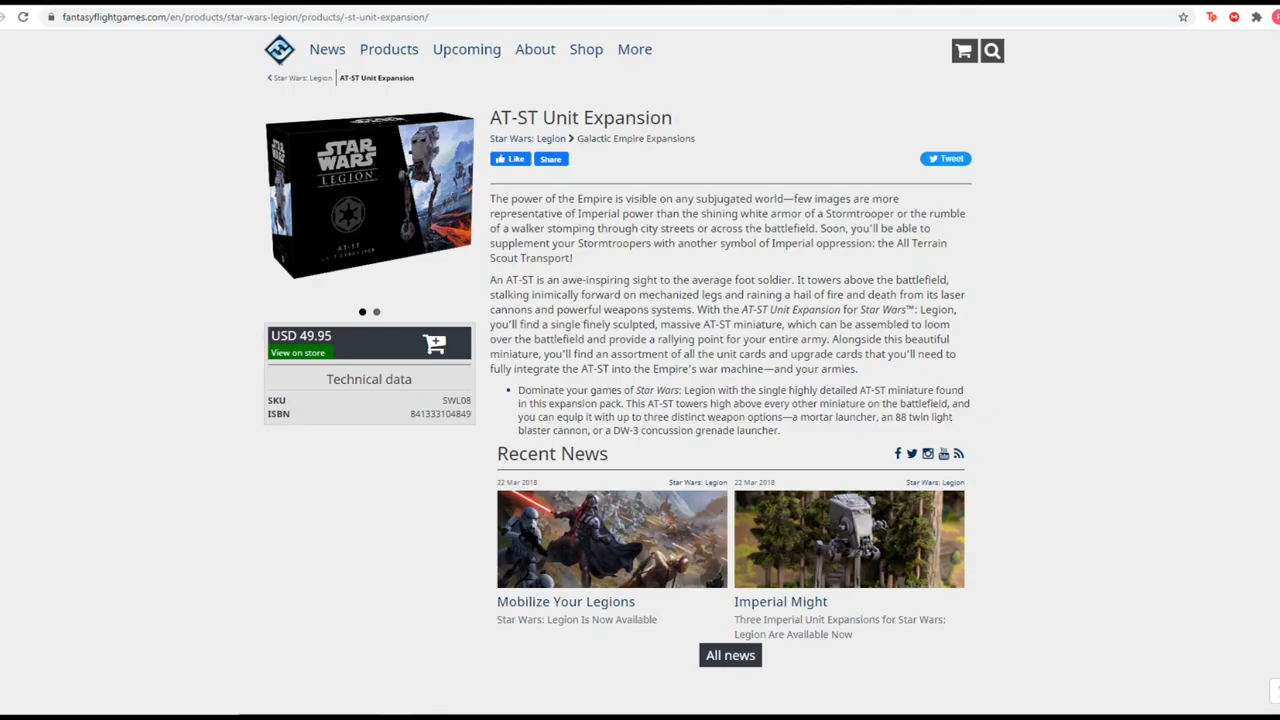 fantasyflightgames.com/en/products/star-wars-legion/products/-st-unit-expansion/
News Products Upcoming About Shop More
Star Wars: Legion AT-ST Unit Expansion
STAR
WARS
LEGION
AT-ST
AT-ST Unit Expansion
Star Wars: Legion Galactic Empire Expansions
Like Share Tweet
The power of the Empire is visible on any subjugated world—few images are more
representative of Imperial power than the shining white armor of a Stormtrooper or the rumble
of a walker stomping through city streets or across the battlefield. Soon, you'll be able to
supplement your Stormtroopers with another symbol of Imperial oppression: the All Terrain
Scout Transport!
An AT-ST is an awe-inspiring sight to the average foot soldier. It towers above the battlefield,
stalking inimically forward on mechanized legs and raining a hail of fire and death from its laser
cannons and powerful weapons systems. With the AT-ST Unit Expansion for Star Wars™: Legion,
you'll find a single finely sculpted, massive AT-ST miniature, which can be assembled to loom
over the battlefield and provide a rallying point for your entire army. Alongside this beautiful
miniature, you'll find an assortment of all the unit cards and upgrade cards that you'll need to
fully integrate the AT-ST into the Empire's war machine—and your armies.
• Dominate your games of Star Wars: Legion with the single highly detailed AT-ST miniature found
in this expansion pack. This AT-ST towers high above every other miniature on the battlefield, and
you can equip it with up to three distinct weapon options—a mortar launcher, an 88 twin light
blaster cannon, or a DW-3 concussion grenade launcher.
USD 49.95
View on store
Technical data
SKU SWL08
ISBN 841333104849
Recent News
22 Mar 2018 Star Wars: Legion
Mobilize Your Legions
Star Wars: Legion Is Now Available
22 Mar 2018 Star Wars: Legion
Imperial Might
Three Imperial Unit Expansions for Star Wars:
Legion Are Available Now
All news